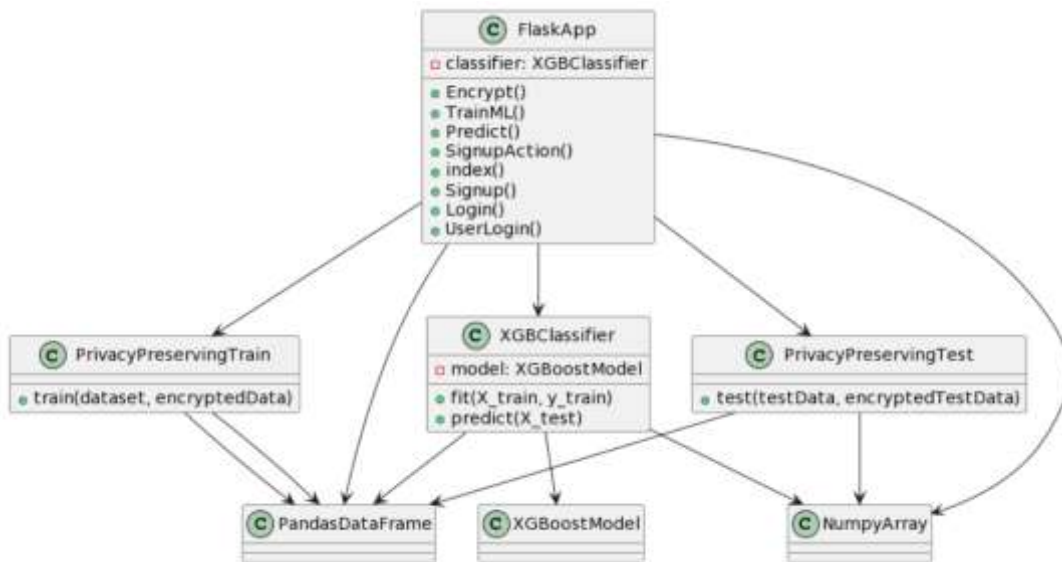 C FlaskApp
classifier: XGBClassifier
Encrypt()
TrainML()
Predict()
SignupAction()
index()
Signup()
Login()
UserLogin()
C PrivacyPreservingTrain
train(dataset, encryptedData)
C XGBClassifier
model: XGBoostModel
fit(X_train, y_train)
predict(X_test)
C PrivacyPreservingTest
test(testData, encryptedTestData)
C PandasDataFrame
C XGBoostModel
C NumpyArray